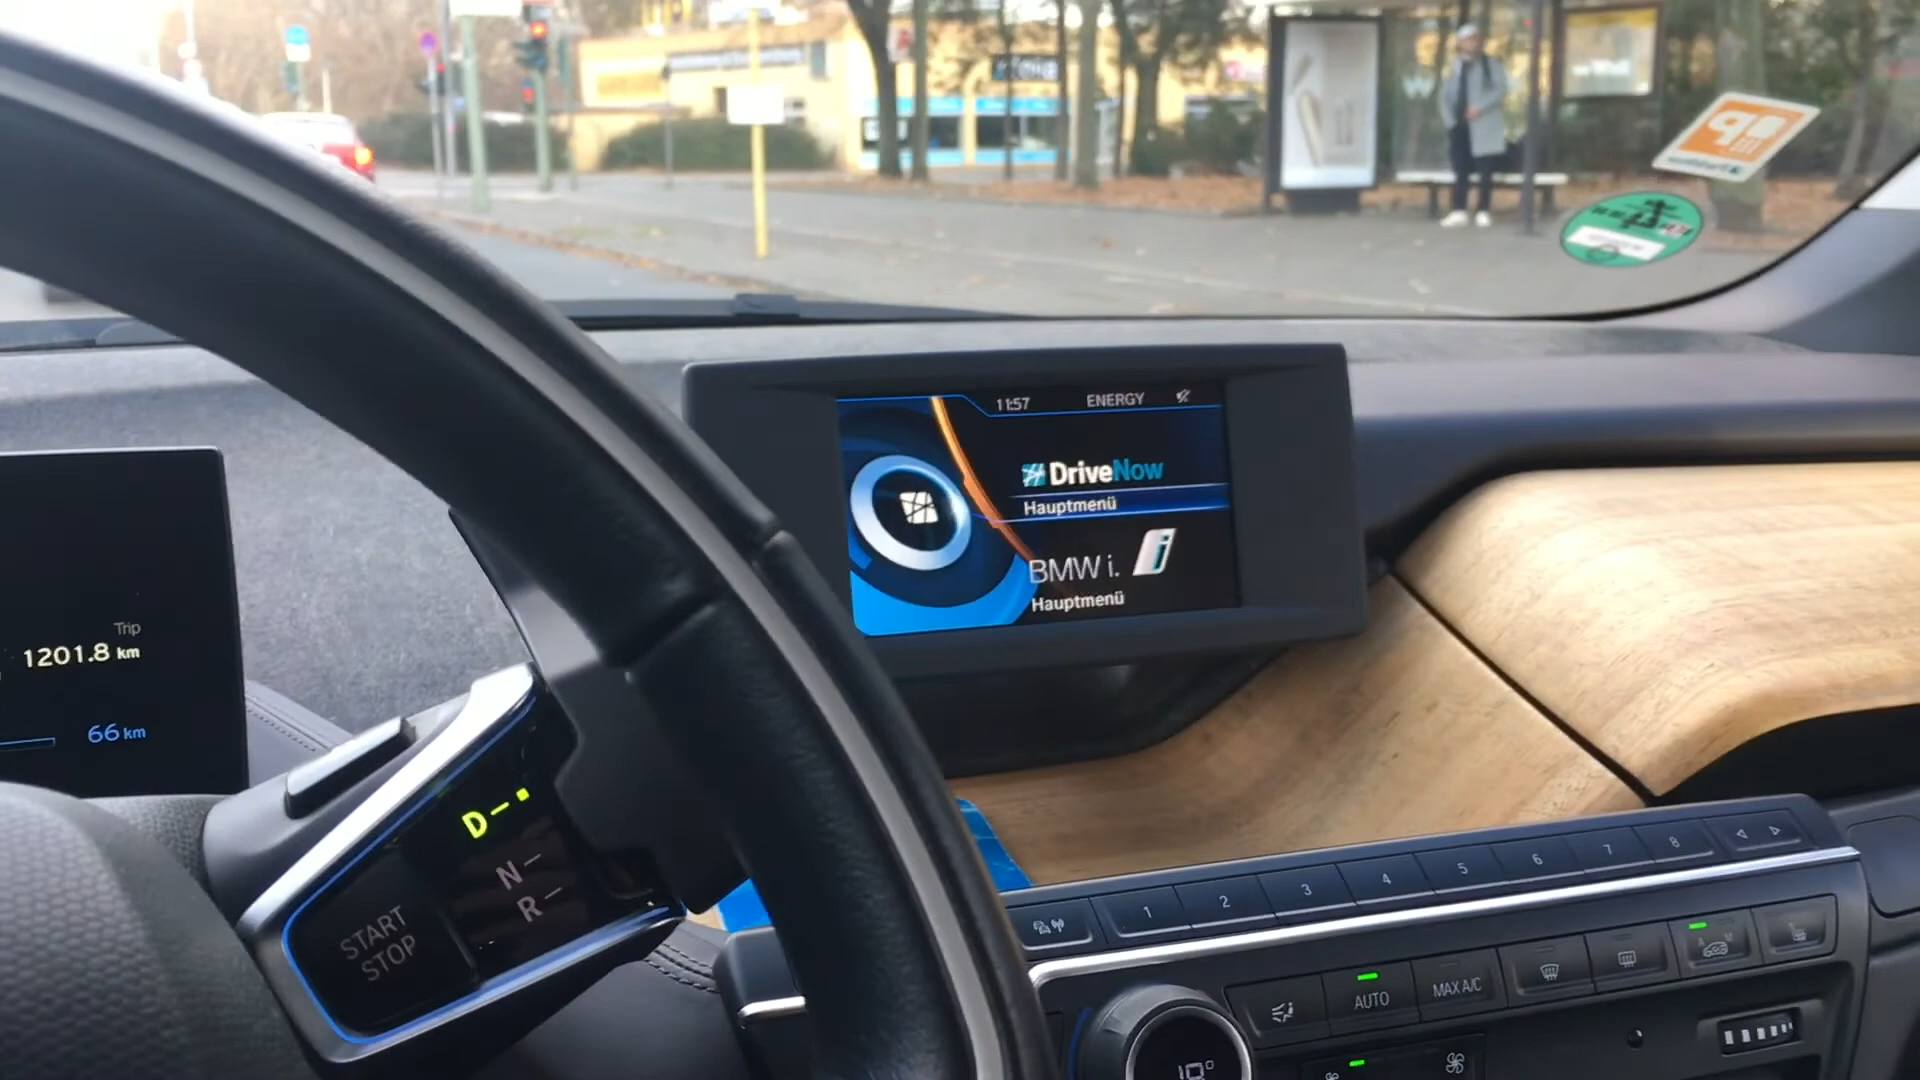 11:57 ENERGY
DriveNow
Hauptmenü
BMW i.
Hauptmenü
Trip
1201.8 km
66 km
D
N
R
START
STOP
1 2 3 4 5 6 7 8
AUTO
MAX A/C
A M